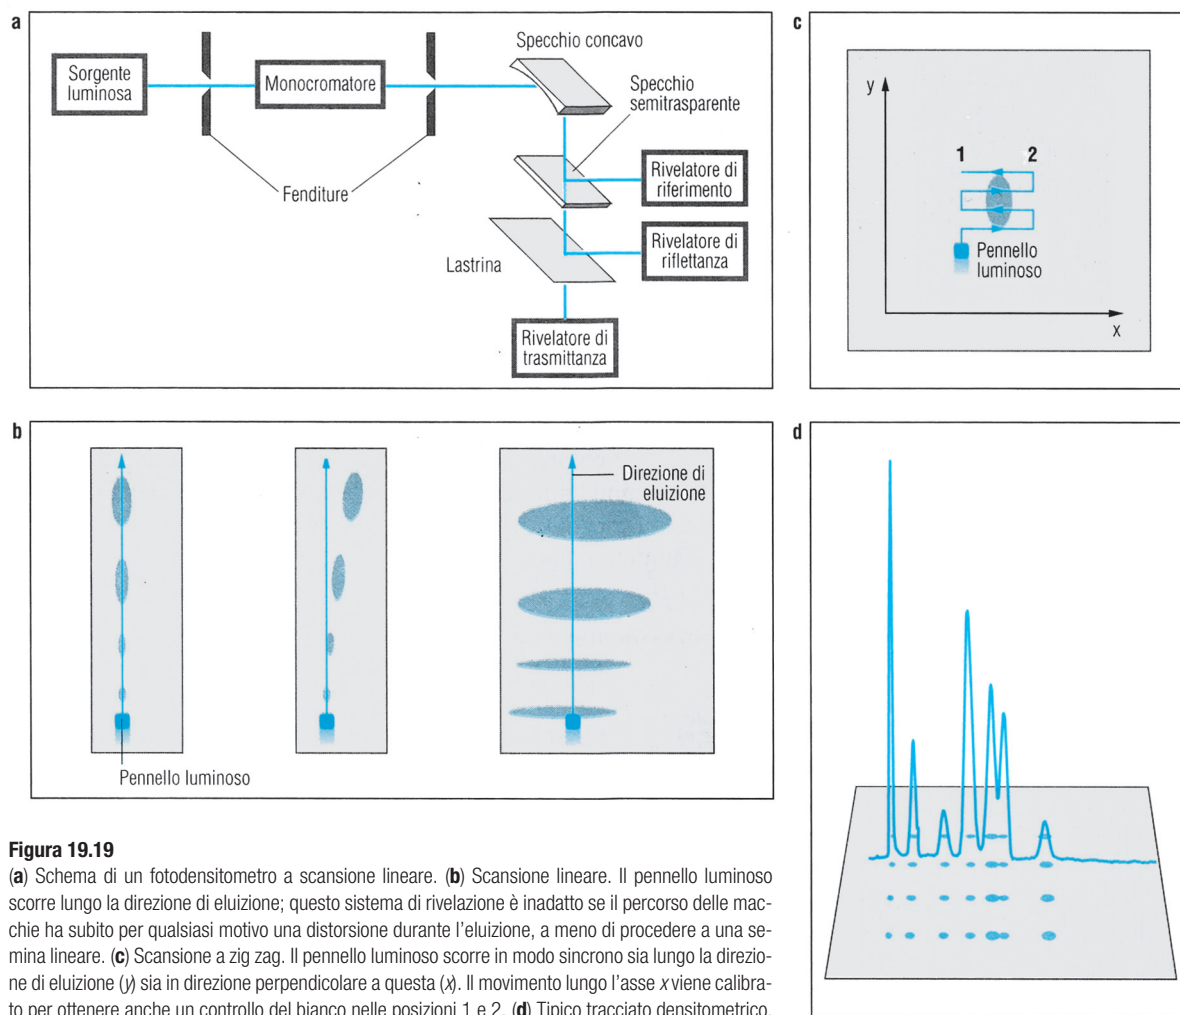 a
Specchio concavo
Sorgente
luminosa
Monocromatore
Specchio
semitrasparente
Rivelatore di
riferimento
Fenditure
Rivelatore di
riflettanza
Lastrina
Rivelatore di
trasmittanza
c
y
1 2
Pennello
luminoso
x
b
Direzione di
eluizione
Pennello luminoso
d
Figura 19.19
(a) Schema di un fotodensitometro a scansione lineare. (b) Scansione lineare. Il pennello luminoso
scorre lungo la direzione di eluizione; questo sistema di rivelazione è inadatto se il percorso delle mac-
chie ha subito per qualsiasi motivo una distorsione durante l'eluizione, a meno di procedere a una se-
mina lineare. (c) Scansione a zig zag. Il pennello luminoso scorre in modo sincrono sia lungo la direzio-
ne di eluizione (y) sia in direzione perpendicolare a questa (x). Il movimento lungo l'asse x viene calibra-
to per ottenere anche un controllo del bianco nelle posizioni 1 e 2. (d) Tipico tracciato densitometrico.